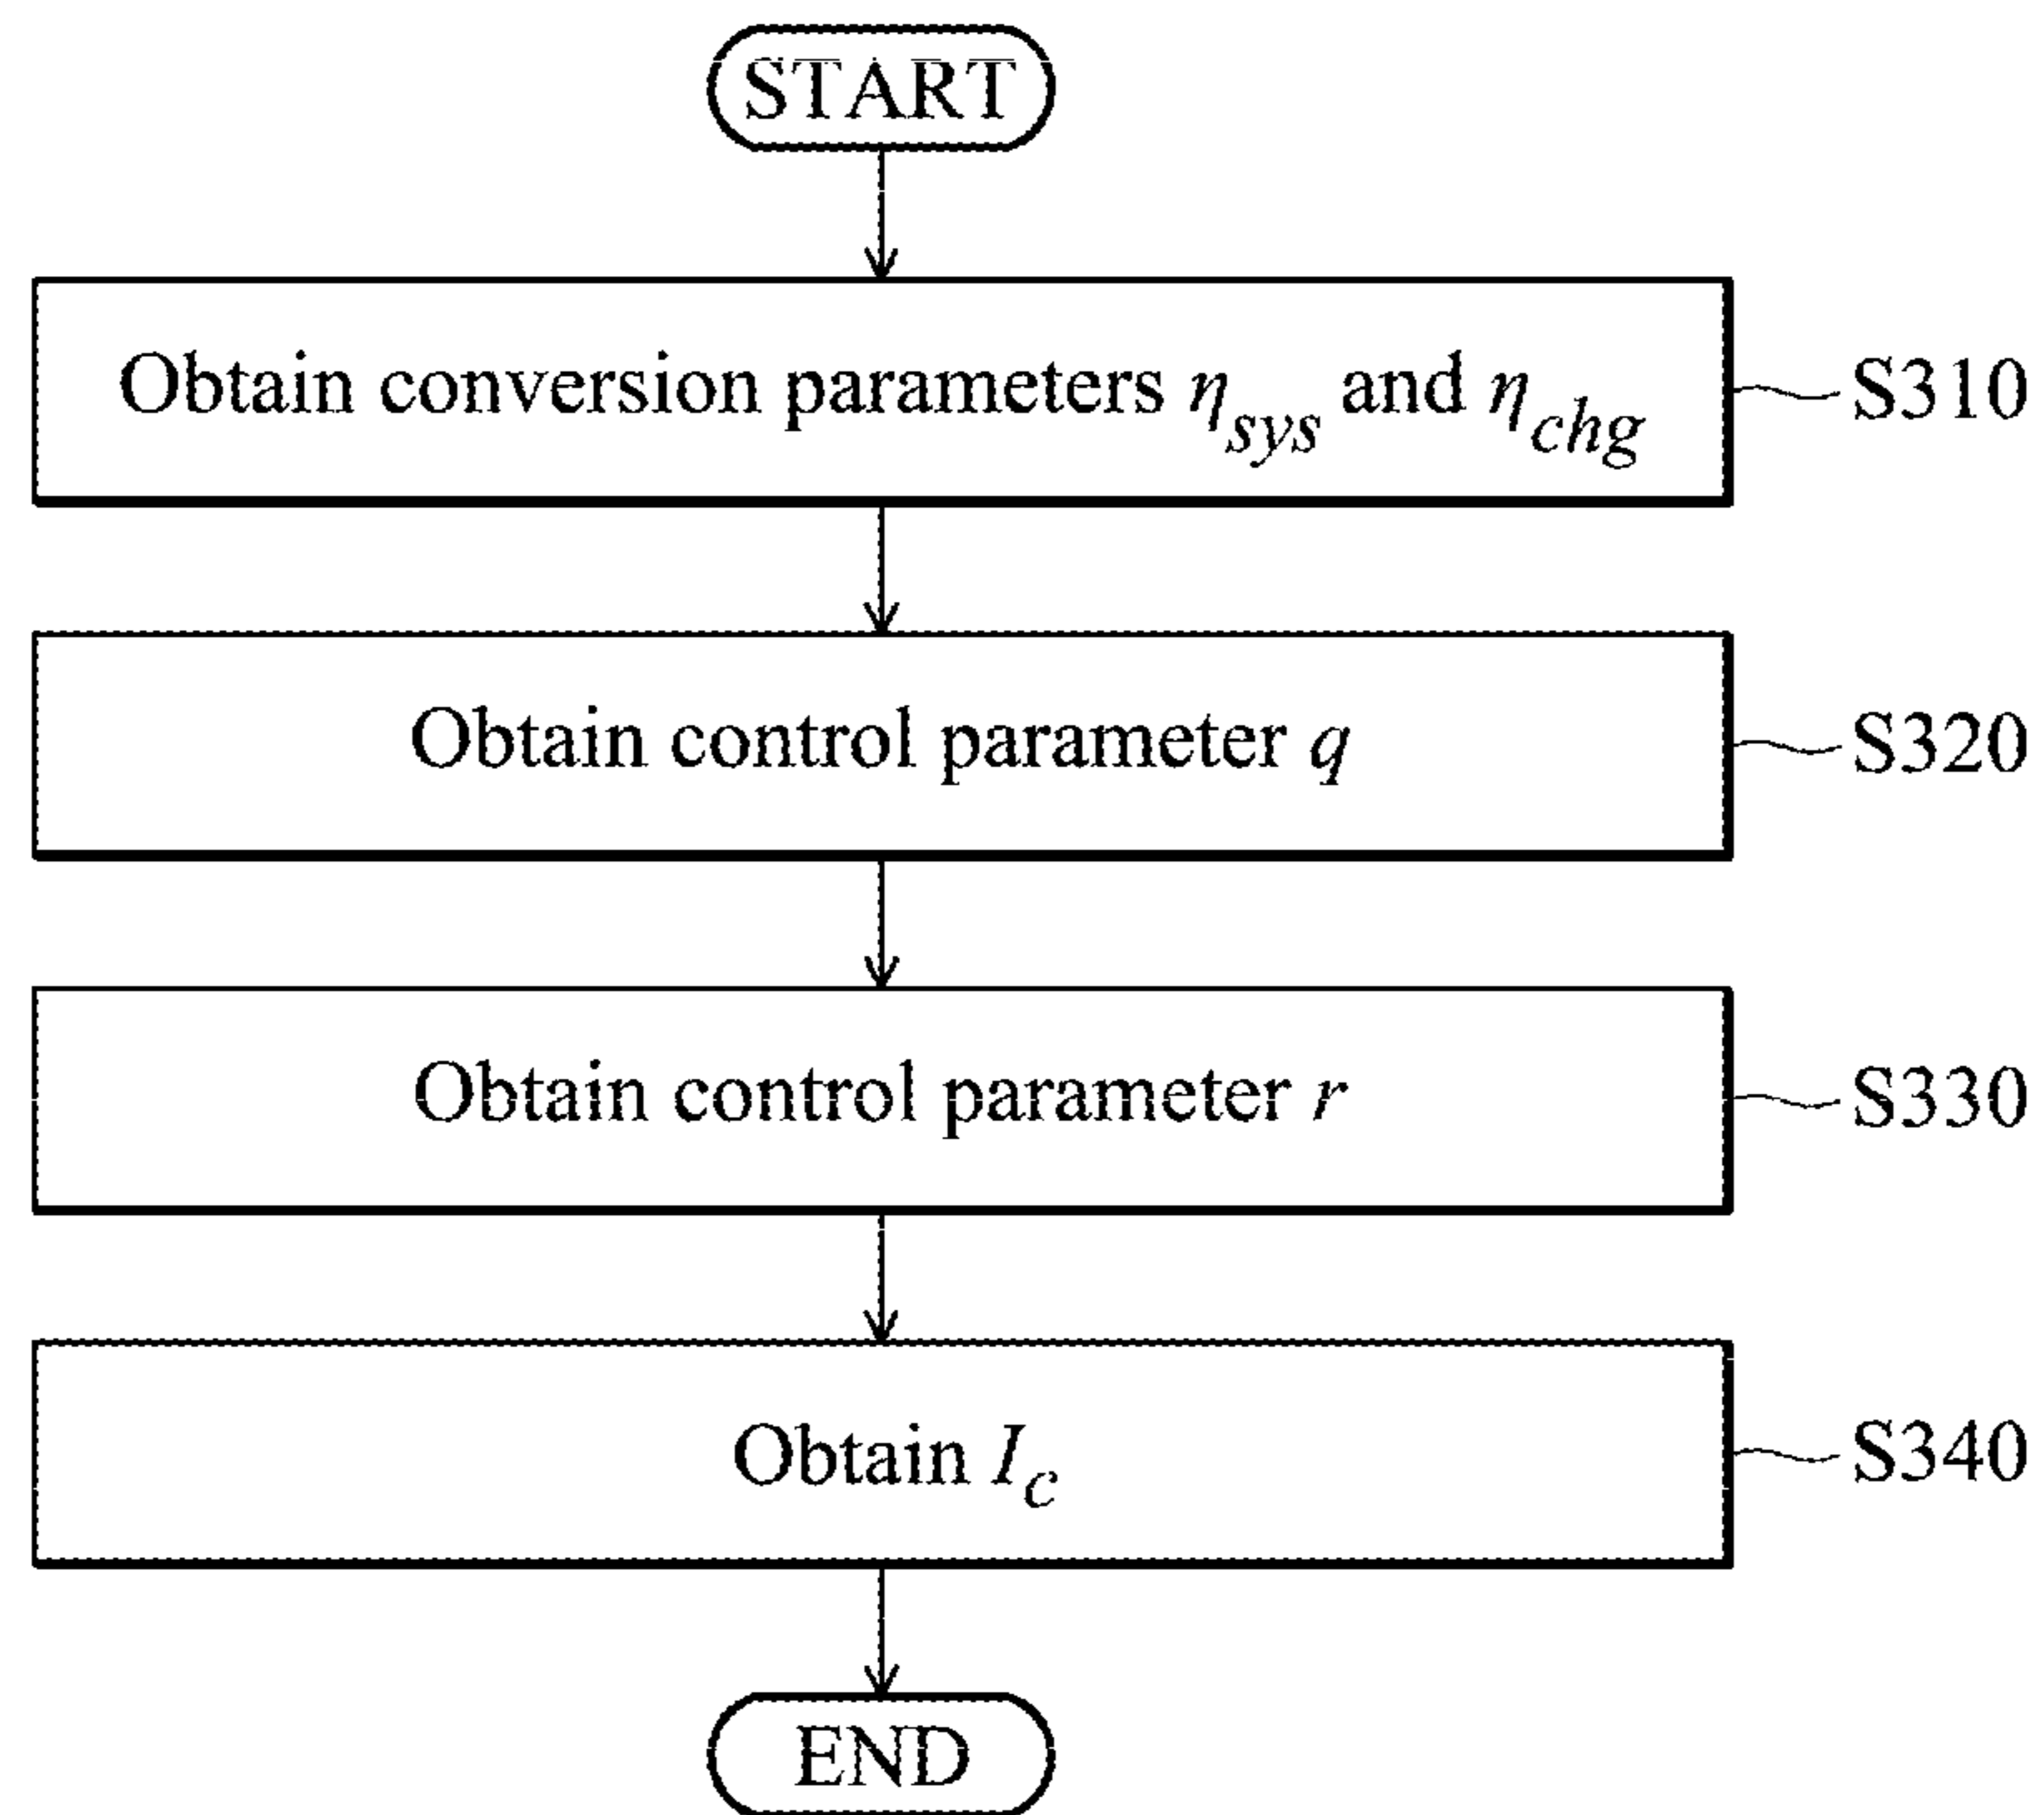 START
Obtain conversion parameters η_sys and η_chg
S310
Obtain control parameter q
S320
Obtain control parameter r
S330
Obtain I_c
S340
END